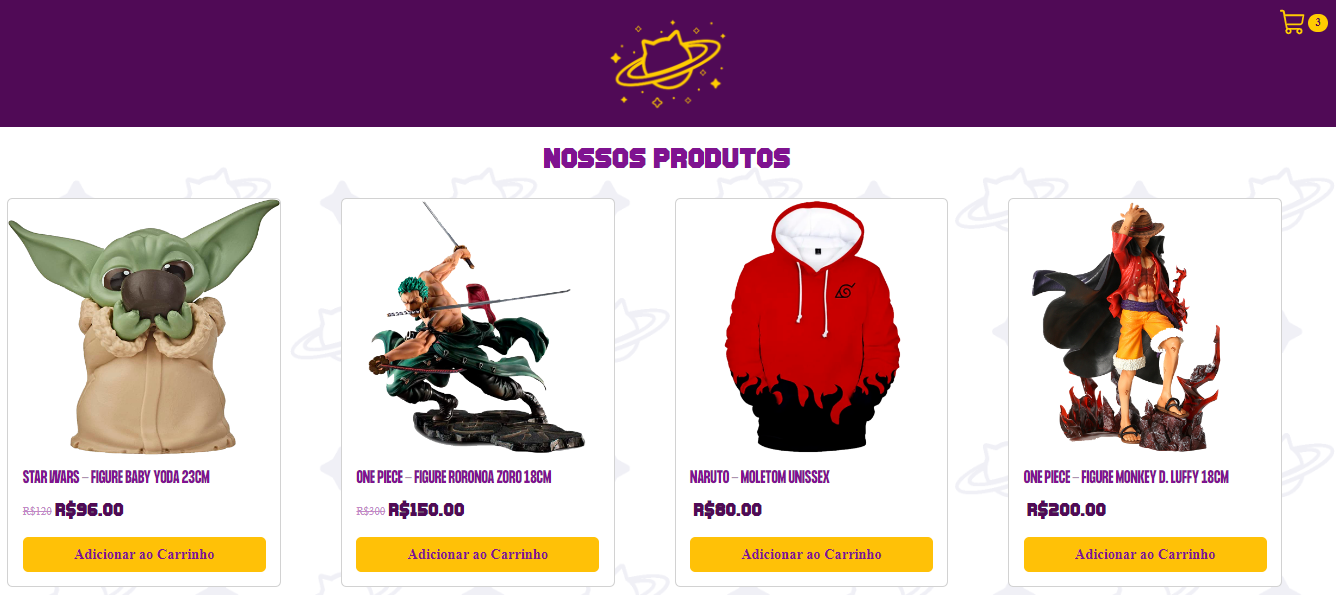 3
NOSSOS PRODUTOS
STAR WARS – FIGURE BABY YODA 23CM
R$120 R$96.00
Adicionar ao Carrinho
ONE PIECE – FIGURE RORONOA ZORO 18CM
R$300 R$150.00
Adicionar ao Carrinho
NARUTO – MOLETOM UNISSEX
R$80.00
Adicionar ao Carrinho
ONE PIECE – FIGURE MONKEY D. LUFFY 18CM
R$200.00
Adicionar ao Carrinho